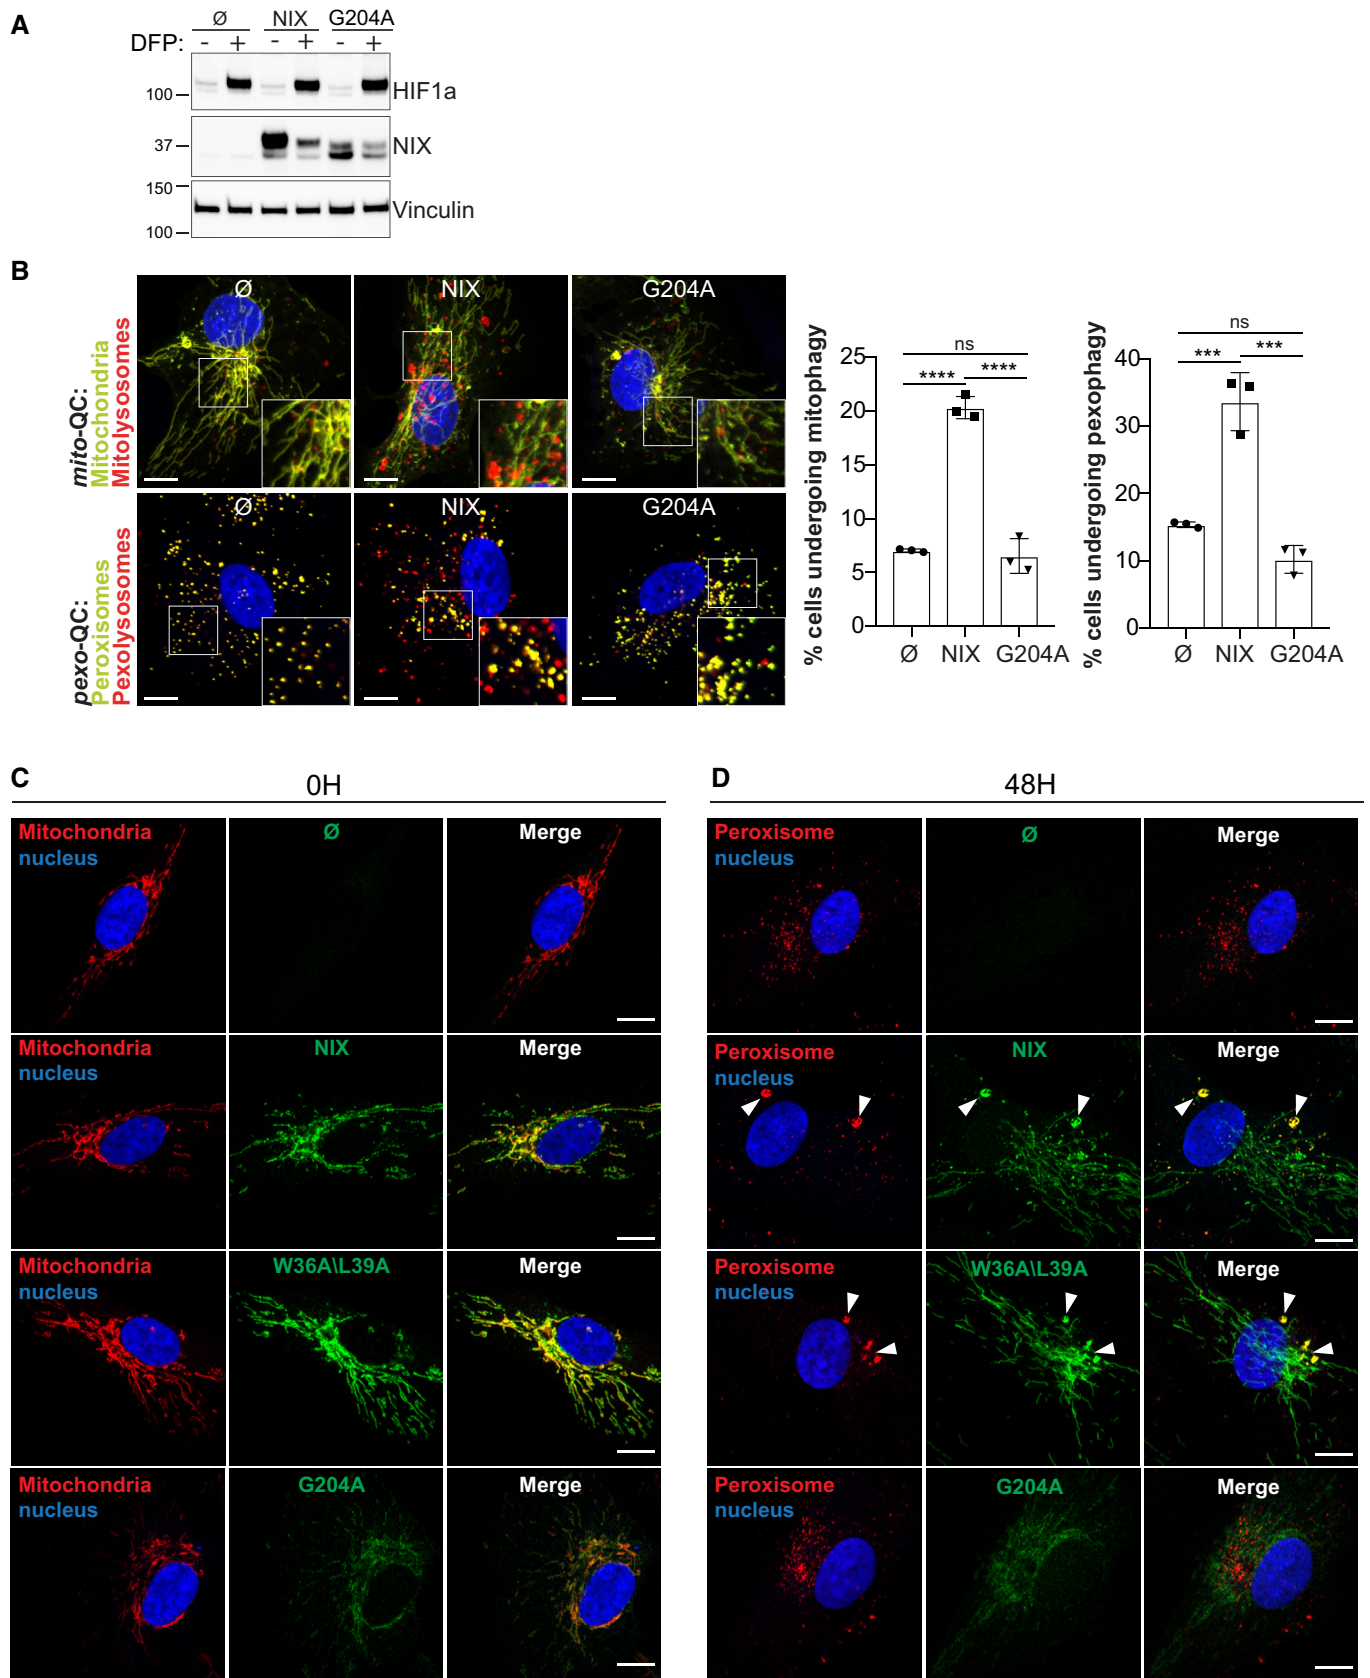 A
Ø NIX G204A
DFP: - + - + - +
100 HIF1a
37 NIX
150
Vinculin
100
B
mito-QC:
Mitochondria
Mitolysosomes
Ø NIX G204A
pexo-QC:
Peroxisomes
Pexolysosomes
Ø NIX G204A
% cells undergoing mitophagy
25
20
15
10
5
0
ns
**** ****
Ø NIX G204A
% cells undergoing pexophagy
40
30
20
10
0
ns
*** ***
Ø NIX G204A
C
0H
Mitochondria
nucleus
Ø
Merge
Mitochondria
nucleus
NIX
Merge
Mitochondria
nucleus
W36A\L39A
Merge
Mitochondria
nucleus
G204A
Merge
D
48H
Peroxisome
nucleus
Ø
Merge
Peroxisome
nucleus
NIX
Merge
Peroxisome
nucleus
W36A\L39A
Merge
Peroxisome
nucleus
G204A
Merge